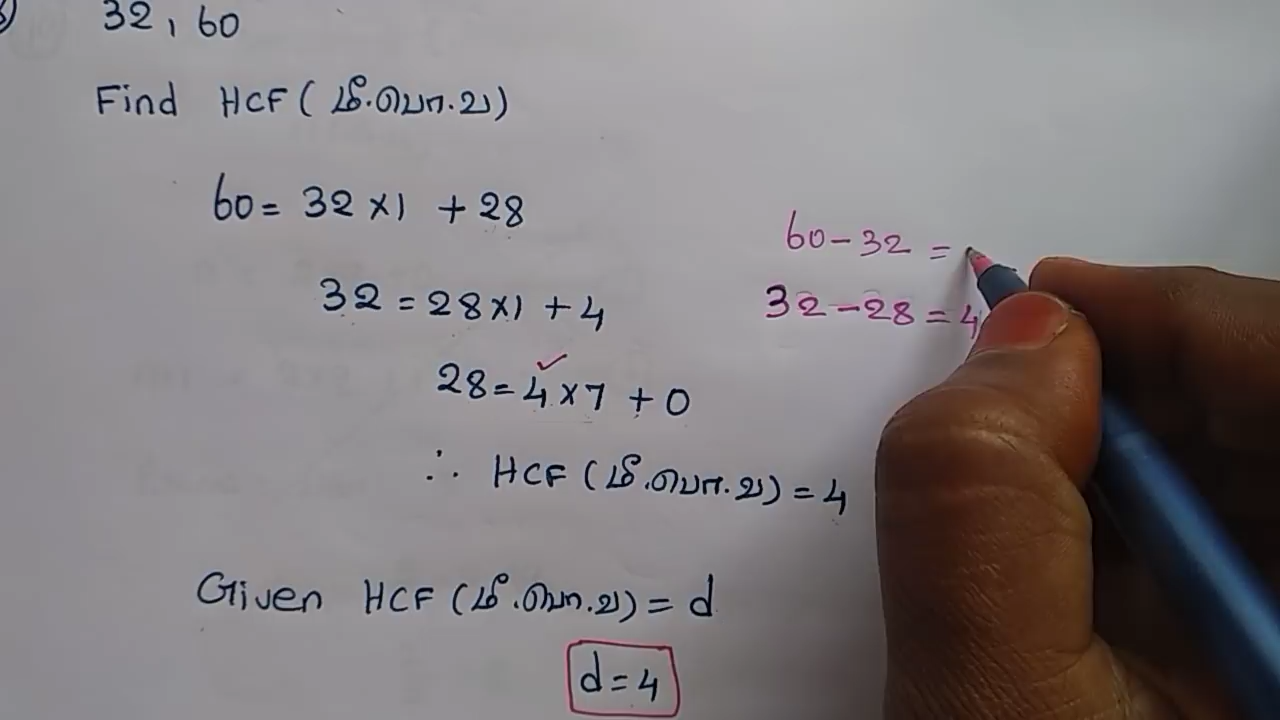 32, 60
Find HCF (மீ.பொ.வ)
60 = 32 × 1 + 28
60 - 32 =
32 = 28 × 1 + 4
32 - 28 = 4
28 = 4 × 7 + 0
∴ HCF (மீ.பொ.வ) = 4
Given HCF (மீ.பொ.வ) = d
d = 4